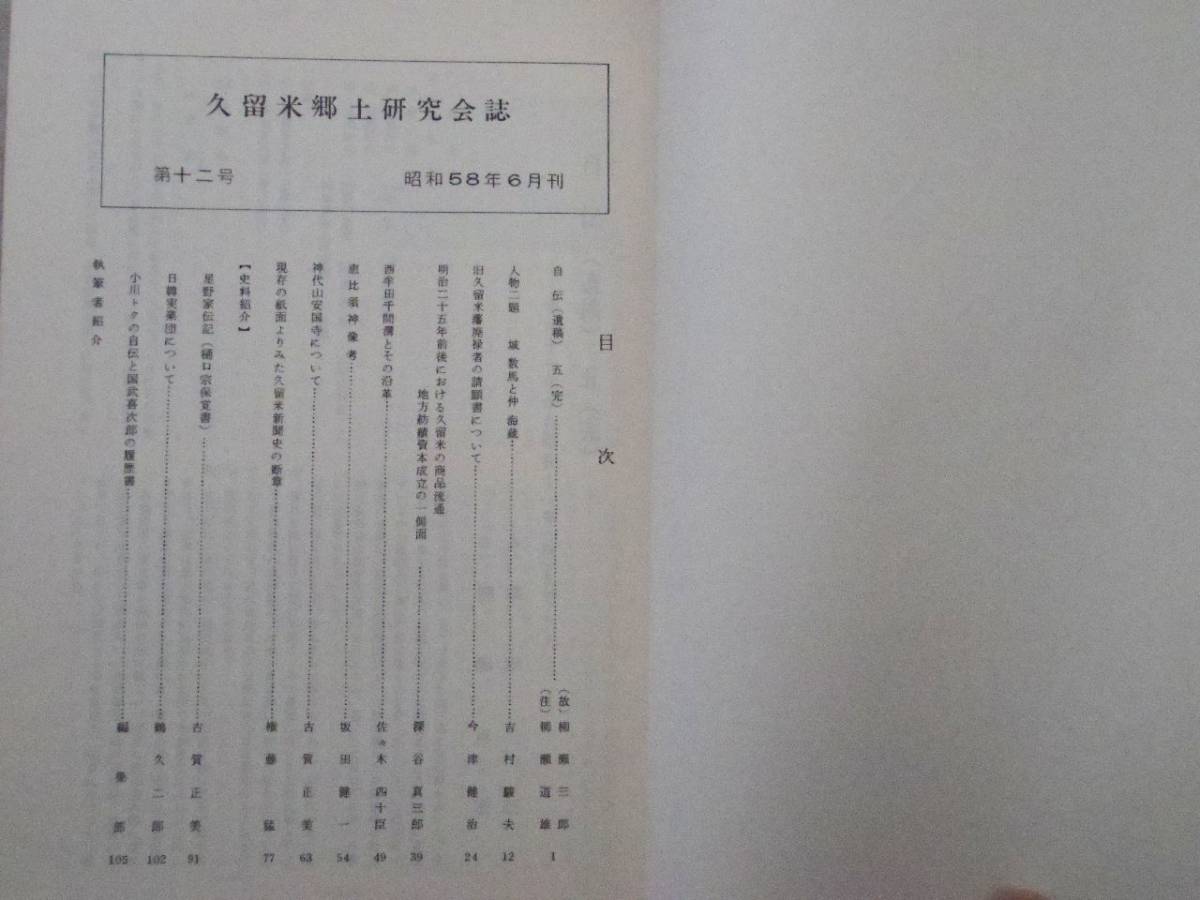 久留米郷土研究会誌
第十二号 昭和58年6月刊
目次
自伝(遺稿) 五(完)……(故)柳瀬三郎
(注)柳瀬道雄 1
人物二題 城数馬と仲海蔵……吉村駿夫 12
旧久留米藩廃禄者の請願書について……今津健治 24
明治二十五年前後における久留米の商品流通
地方紡績資本成立の一側面……深谷真三郎 39
西牟田千間溝とその沿革……佐々木四十臣 49
恵比須神像考……坂田健一 54
神代山安国寺について……古賀正美 63
現存の紙面よりみた久留米新聞史の断章……権藤猛 77
【史料紹介】
星野家伝記(樋口宗保覚書)……古賀正美 91
日韓実業団について……鶴久二郎 102
小川トクの自伝と国武喜次郎の履歴書……編集部 105
執筆者紹介